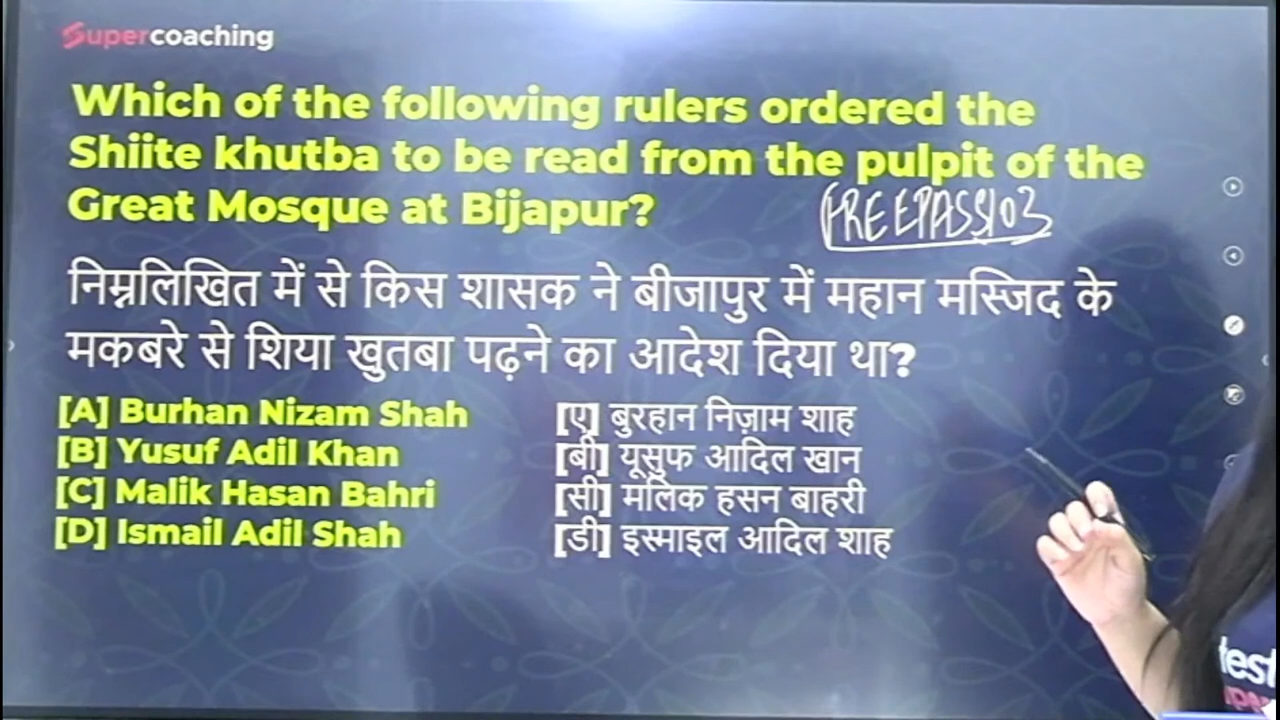 Supercoaching
Which of the following rulers ordered the
Shiite khutba to be read from the pulpit of the
Great Mosque at Bijapur?
FREEPASS103
निम्नलिखित में से किस शासक ने बीजापुर में महान मस्जिद के
मकबरे से शिया खुतबा पढ़ने का आदेश दिया था?
[A] Burhan Nizam Shah
[B] Yusuf Adil Khan
[C] Malik Hasan Bahri
[D] Ismail Adil Shah
[ए] बुरहान निज़ाम शाह
[बी] यूसुफ आदिल खान
[सी] मलिक हसन बाहरी
[डी] इस्माइल आदिल शाह